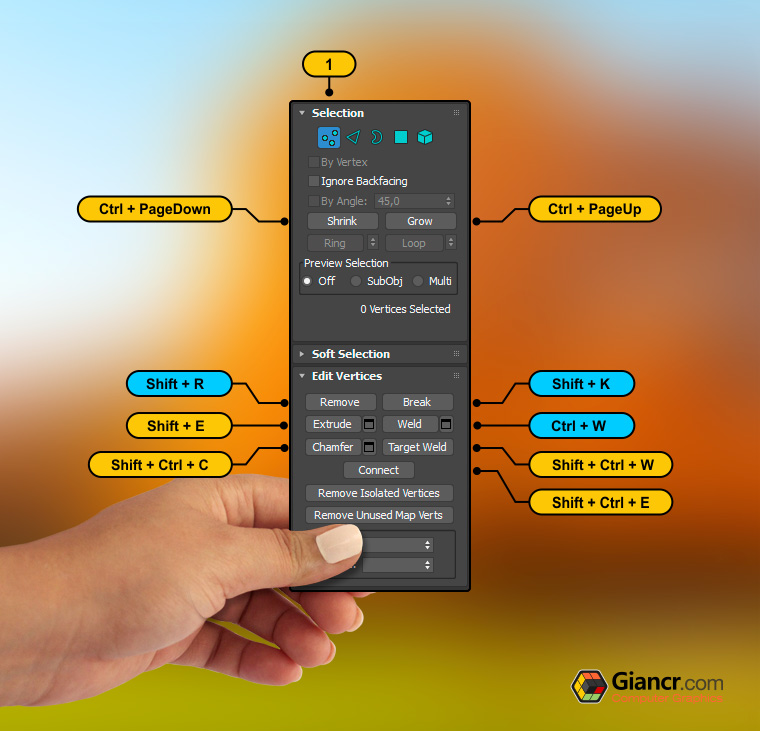 1
Selection
By Vertex
Ignore Backfacing
By Angle: 45,0
Ctrl + PageDown
Shrink Grow
Ctrl + PageUp
Ring Loop
Preview Selection
Off SubObj Multi
0 Vertices Selected
Soft Selection
Edit Vertices
Shift + R
Remove Break
Shift + K
Shift + E
Extrude Weld
Ctrl + W
Shift + Ctrl + C
Chamfer Target Weld
Shift + Ctrl + W
Connect
Shift + Ctrl + E
Remove Isolated Vertices
Remove Unused Map Verts
Giancr.com